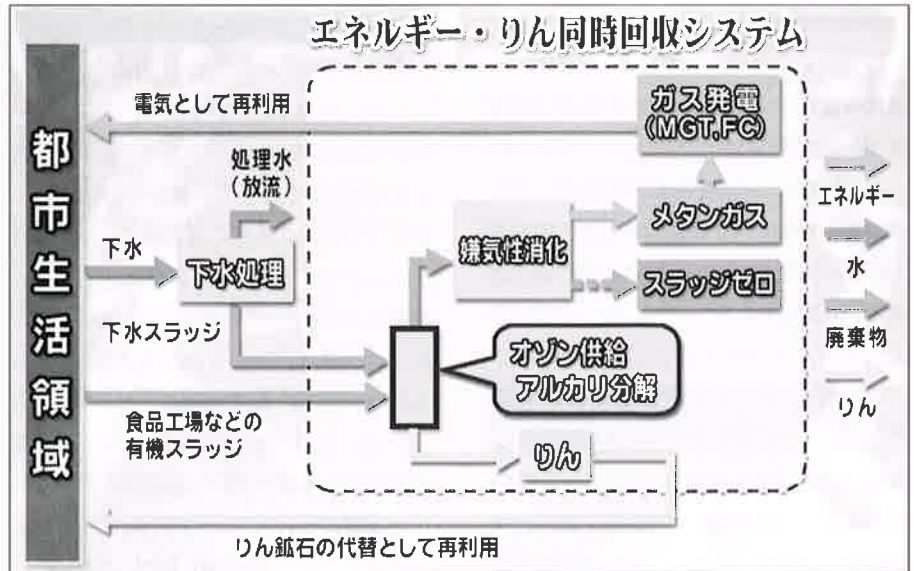 エネルギー・りん同時回収システム
都市生活領域
電気として再利用
ガス発電
(MGT,FC)
処理水
(放流)
エネルギー
メタンガス
嫌気性消化
下水
下水処理
スラッジゼロ
水
下水スラッジ
廃棄物
オゾン供給
アルカリ分解
りん
食品工場などの
有機スラッジ
りん
りん鉱石の代替として再利用